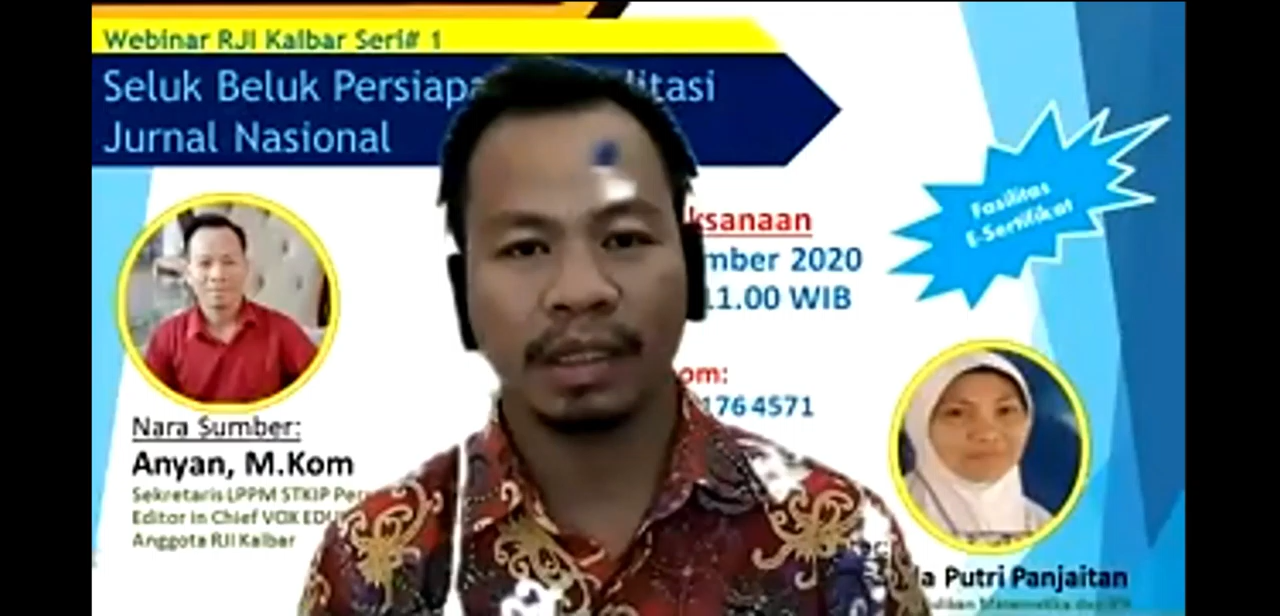 Webinar RJI Kalbar Seri# 1
Seluk Beluk Persiapa litasi
Jurnal Nasional
Fasilitas
E-Sertifikat
ksanaan
mber 2020
11.00 WIB
om:
176 4571
Nara Sumber:
Anyan, M.Kom
Sekretaris LPPM STKIP Per
Editor in Chief VOX EDU
Anggota RJI Kalbar
la Putri Panjaitan